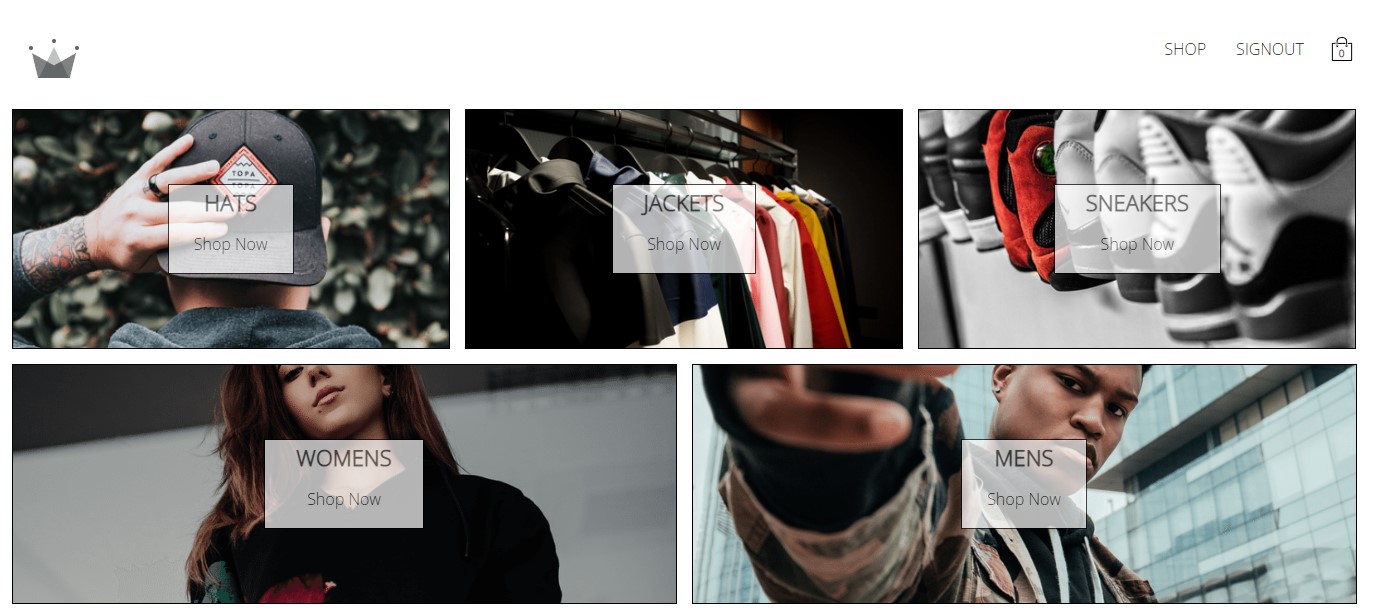 SHOP
SIGNOUT
0
TOPA
HATS
Shop Now
JACKETS
Shop Now
SNEAKERS
Shop Now
WOMENS
Shop Now
MENS
Shop Now